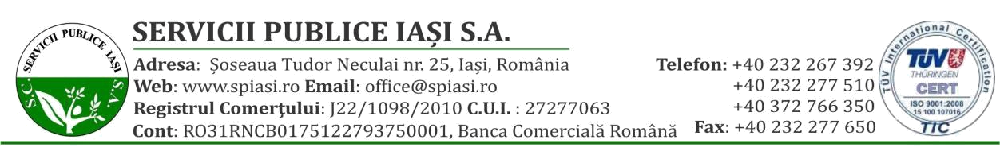 SERVICII PUBLICE IAȘI
S.C. S.A.
SERVICII PUBLICE IAȘI S.A.
Adresa: Șoseaua Tudor Neculai nr. 25, Iași, România
Web: www.spiasi.ro Email: office@spiasi.ro
Registrul Comerţului: J22/1098/2010 C.U.I. : 27277063
Cont: RO31RNCB0175122793750001, Banca Comercială Română
Telefon: +40 232 267 392
+40 232 277 510
+40 372 766 350
Fax: +40 232 277 650
TÜV International Certification
TÜV
THÜRINGEN
CERT
ISO 9001:2008
15 100 107016
TIC